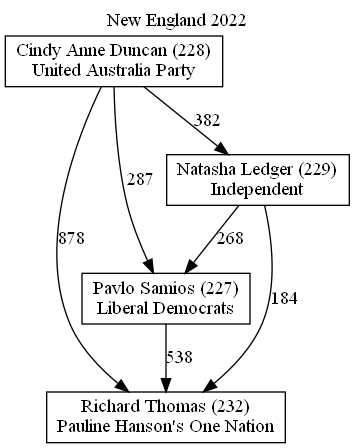 New England 2022
Cindy Anne Duncan (228)
United Australia Party
382
Natasha Ledger (229)
Independent
287
878
268
184
Pavlo Samios (227)
Liberal Democrats
538
Richard Thomas (232)
Pauline Hanson's One Nation